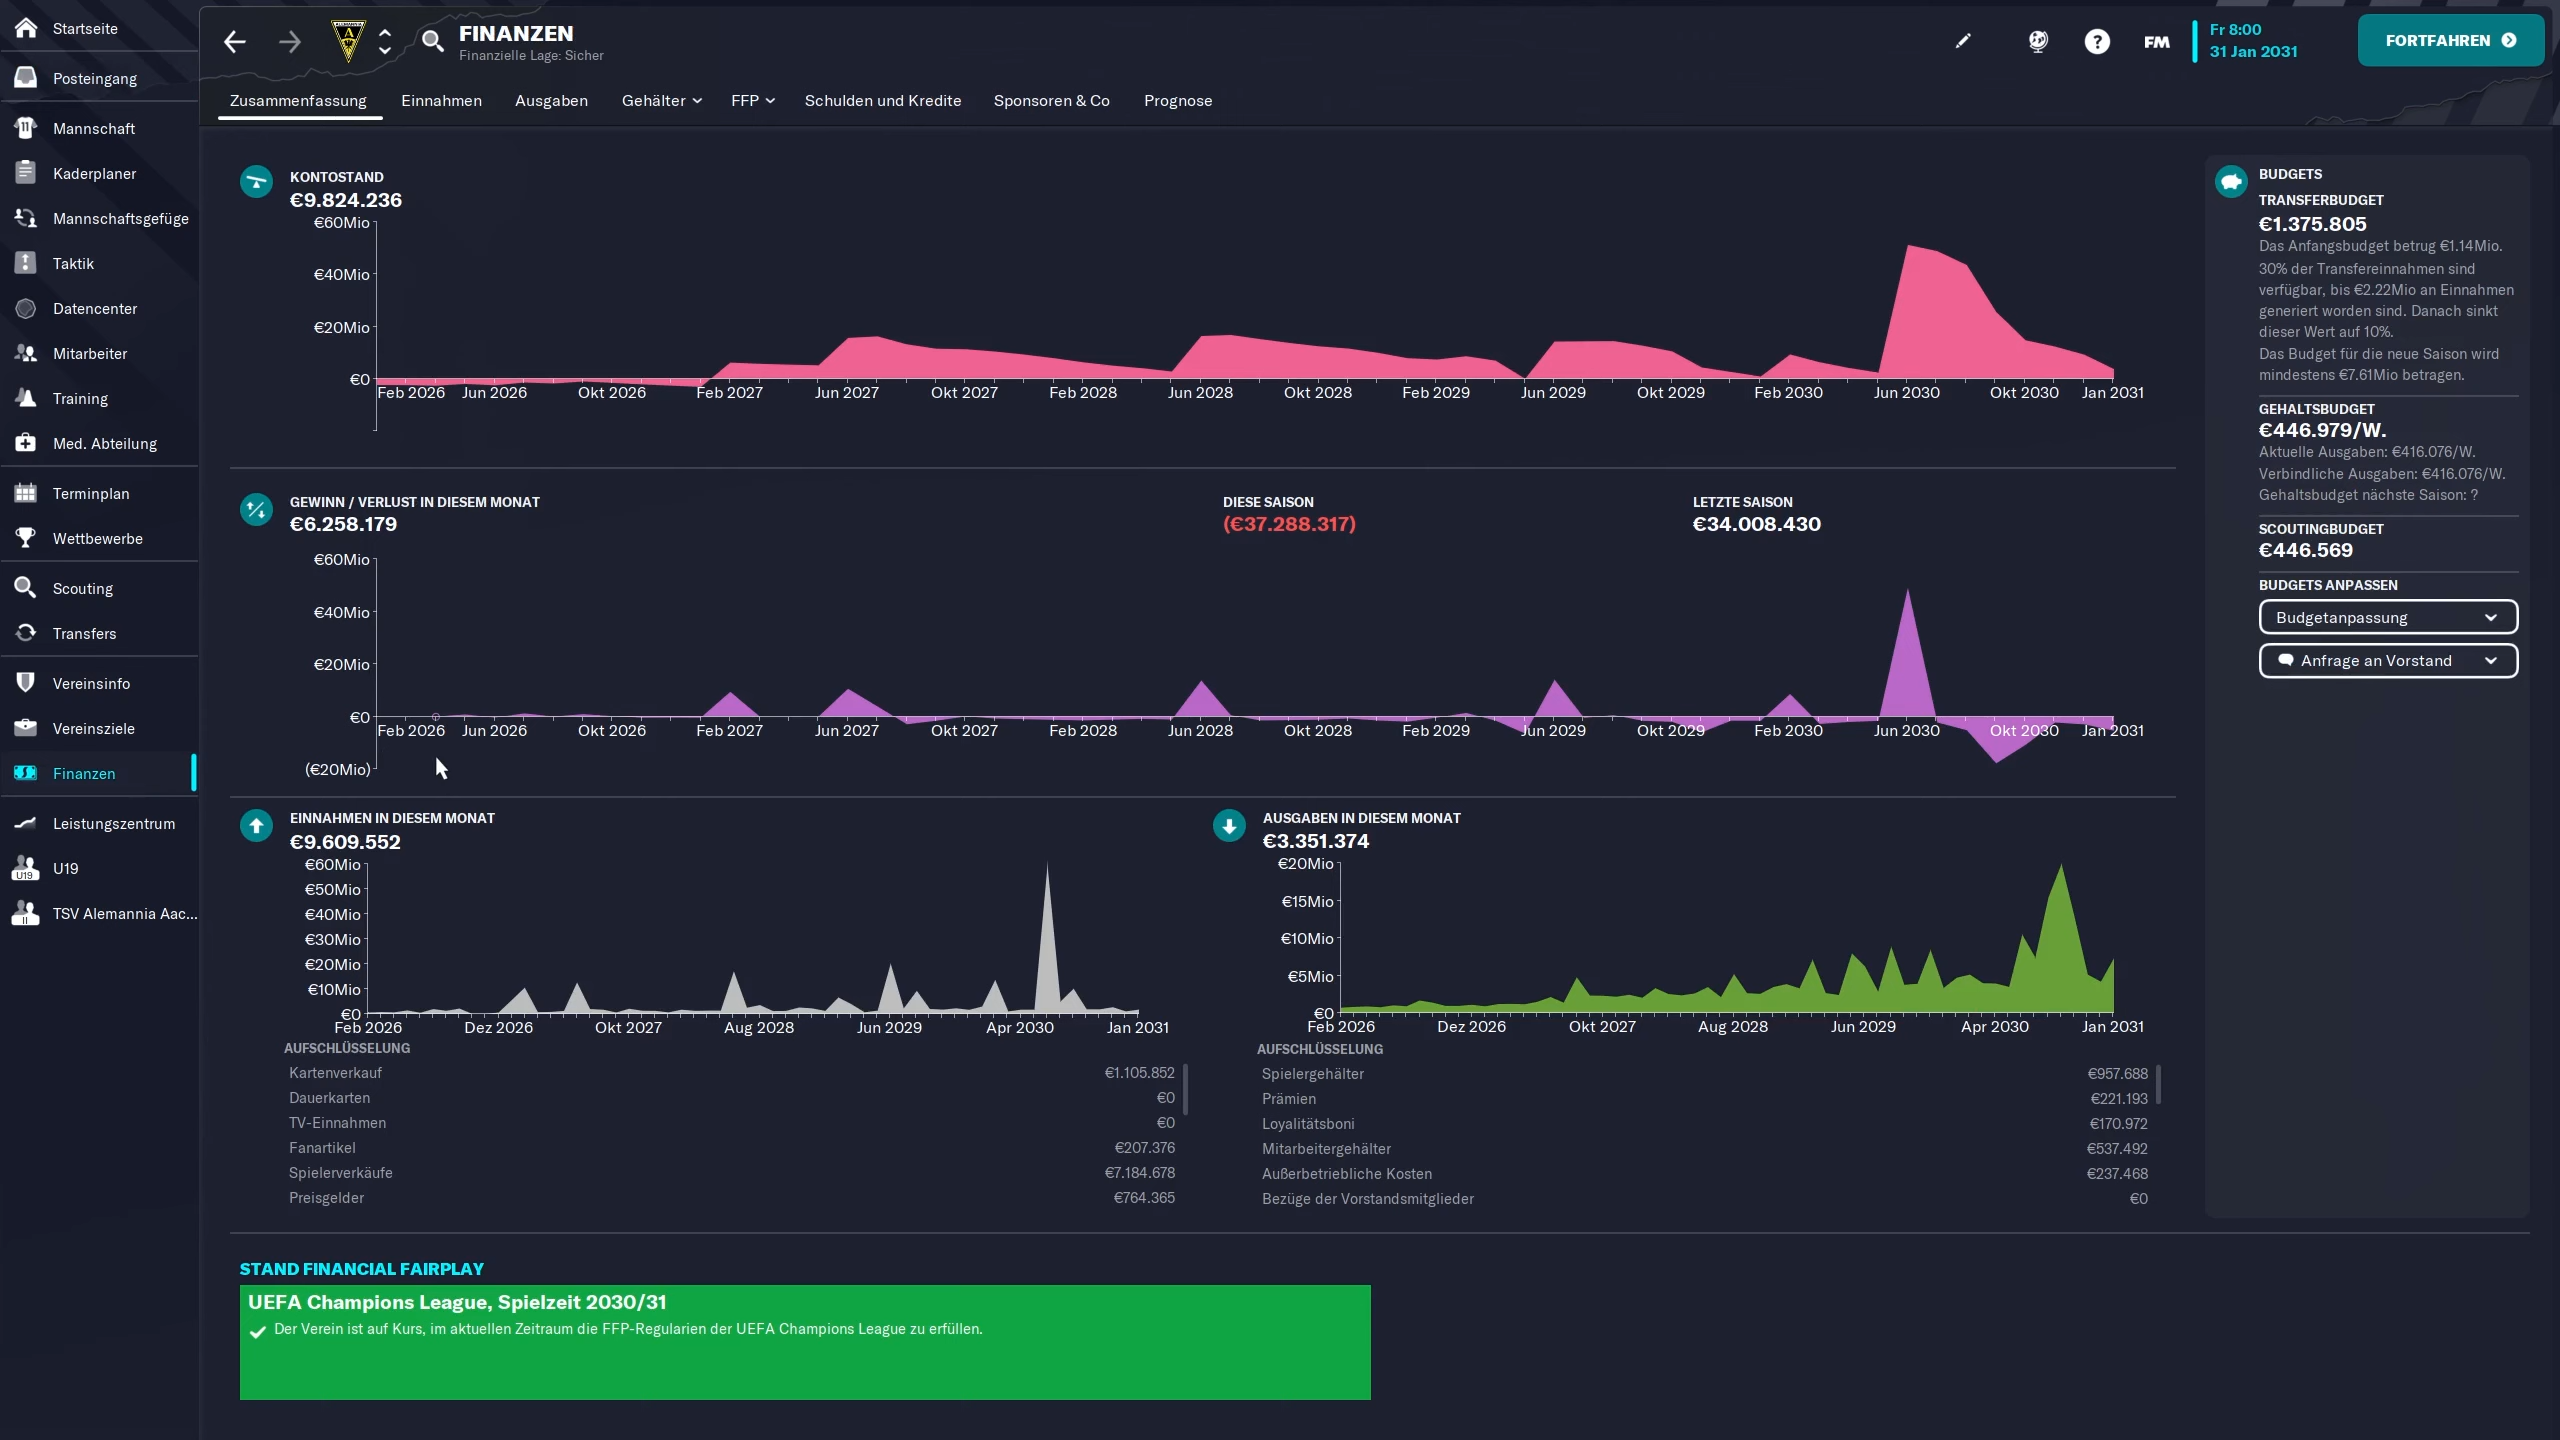 Startseite
Posteingang
Mannschaft
Kaderplaner
Mannschaftsgefüge
Taktik
Datencenter
Mitarbeiter
Training
Med. Abteilung
Terminplan
Wettbewerbe
Scouting
Transfers
Vereinsinfo
Vereinsziele
Finanzen
Leistungszentrum
U19
U19
II
TSV Alemannia Aac...
11
ALEMANNIA
A
FINANZEN
Finanzielle Lage: Sicher
?
FM
Fr 8:00
31 Jan 2031
FORTFAHREN
Zusammenfassung
Einnahmen
Ausgaben
Gehälter
FFP
Schulden und Kredite
Sponsoren & Co
Prognose
KONTOSTAND
€9.824.236
€60Mio
€40Mio
€20Mio
€0
Feb 2026 Jun 2026 Okt 2026 Feb 2027 Jun 2027 Okt 2027 Feb 2028 Jun 2028 Okt 2028 Feb 2029 Jun 2029 Okt 2029 Feb 2030 Jun 2030 Okt 2030 Jan 2031
GEWINN / VERLUST IN DIESEM MONAT
€6.258.179
DIESE SAISON
(€37.288.317)
LETZTE SAISON
€34.008.430
€60Mio
€40Mio
€20Mio
€0
Feb 2026 Jun 2026 Okt 2026 Feb 2027 Jun 2027 Okt 2027 Feb 2028 Jun 2028 Okt 2028 Feb 2029 Jun 2029 Okt 2029 Feb 2030 Jun 2030 Okt 2030 Jan 2031
(€20Mio)
EINNAHMEN IN DIESEM MONAT
€9.609.552
€60Mio
€50Mio
€40Mio
€30Mio
€20Mio
€10Mio
€0
Feb 2026 Dez 2026 Okt 2027 Aug 2028 Jun 2029 Apr 2030 Jan 2031
AUFSCHLÜSSELUNG
Kartenverkauf €1.105.852
Dauerkarten €0
TV-Einnahmen €0
Fanartikel €207.376
Spielerverkäufe €7.184.678
Preisgelder €764.365
AUSGABEN IN DIESEM MONAT
€3.351.374
€20Mio
€15Mio
€10Mio
€5Mio
€0
Feb 2026 Dez 2026 Okt 2027 Aug 2028 Jun 2029 Apr 2030 Jan 2031
AUFSCHLÜSSELUNG
Spielergehälter €957.688
Prämien €221.193
Loyalitätsboni €170.972
Mitarbeitergehälter €537.492
Außerbetriebliche Kosten €237.468
Bezüge der Vorstandsmitglieder €0
STAND FINANCIAL FAIRPLAY
UEFA Champions League, Spielzeit 2030/31
Der Verein ist auf Kurs, im aktuellen Zeitraum die FFP-Regularien der UEFA Champions League zu erfüllen.
BUDGETS
TRANSFERBUDGET
€1.375.805
Das Anfangsbudget betrug €1.14Mio.
30% der Transfereinnahmen sind
verfügbar, bis €2.22Mio an Einnahmen
generiert worden sind. Danach sinkt
dieser Wert auf 10%.
Das Budget für die neue Saison wird
mindestens €7.61Mio betragen.
GEHALTSBUDGET
€446.979/W.
Aktuelle Ausgaben: €416.076/W.
Verbindliche Ausgaben: €416.076/W.
Gehaltsbudget nächste Saison: ?
SCOUTINGBUDGET
€446.569
BUDGETS ANPASSEN
Budgetanpassung
Anfrage an Vorstand